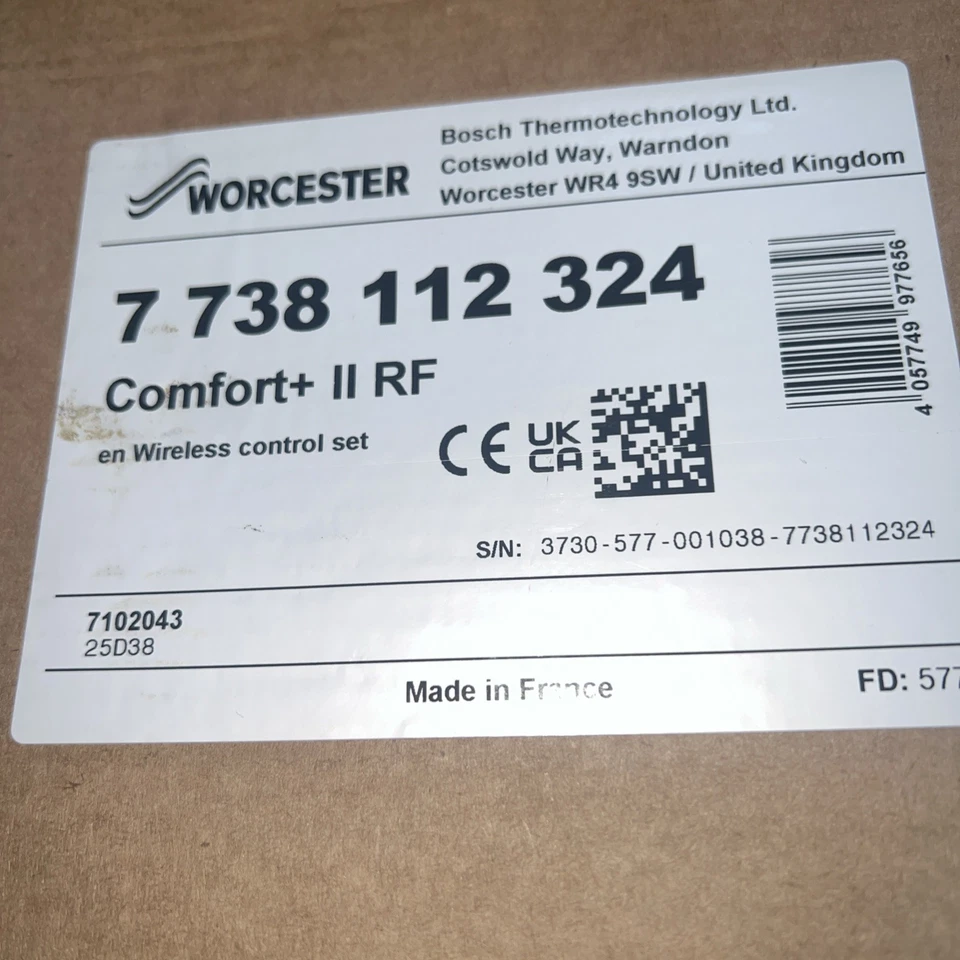 WORCESTER
Bosch Thermotechnology Ltd.
Cotswold Way, Warndon
Worcester WR4 9SW / United Kingdom
7 738 112 324
Comfort+ II RF
en Wireless control set
CE
UK
CA
4 057749 977656
S/N: 3730-577-001038-7738112324
7102043
25D38
Made in France
FD: 577